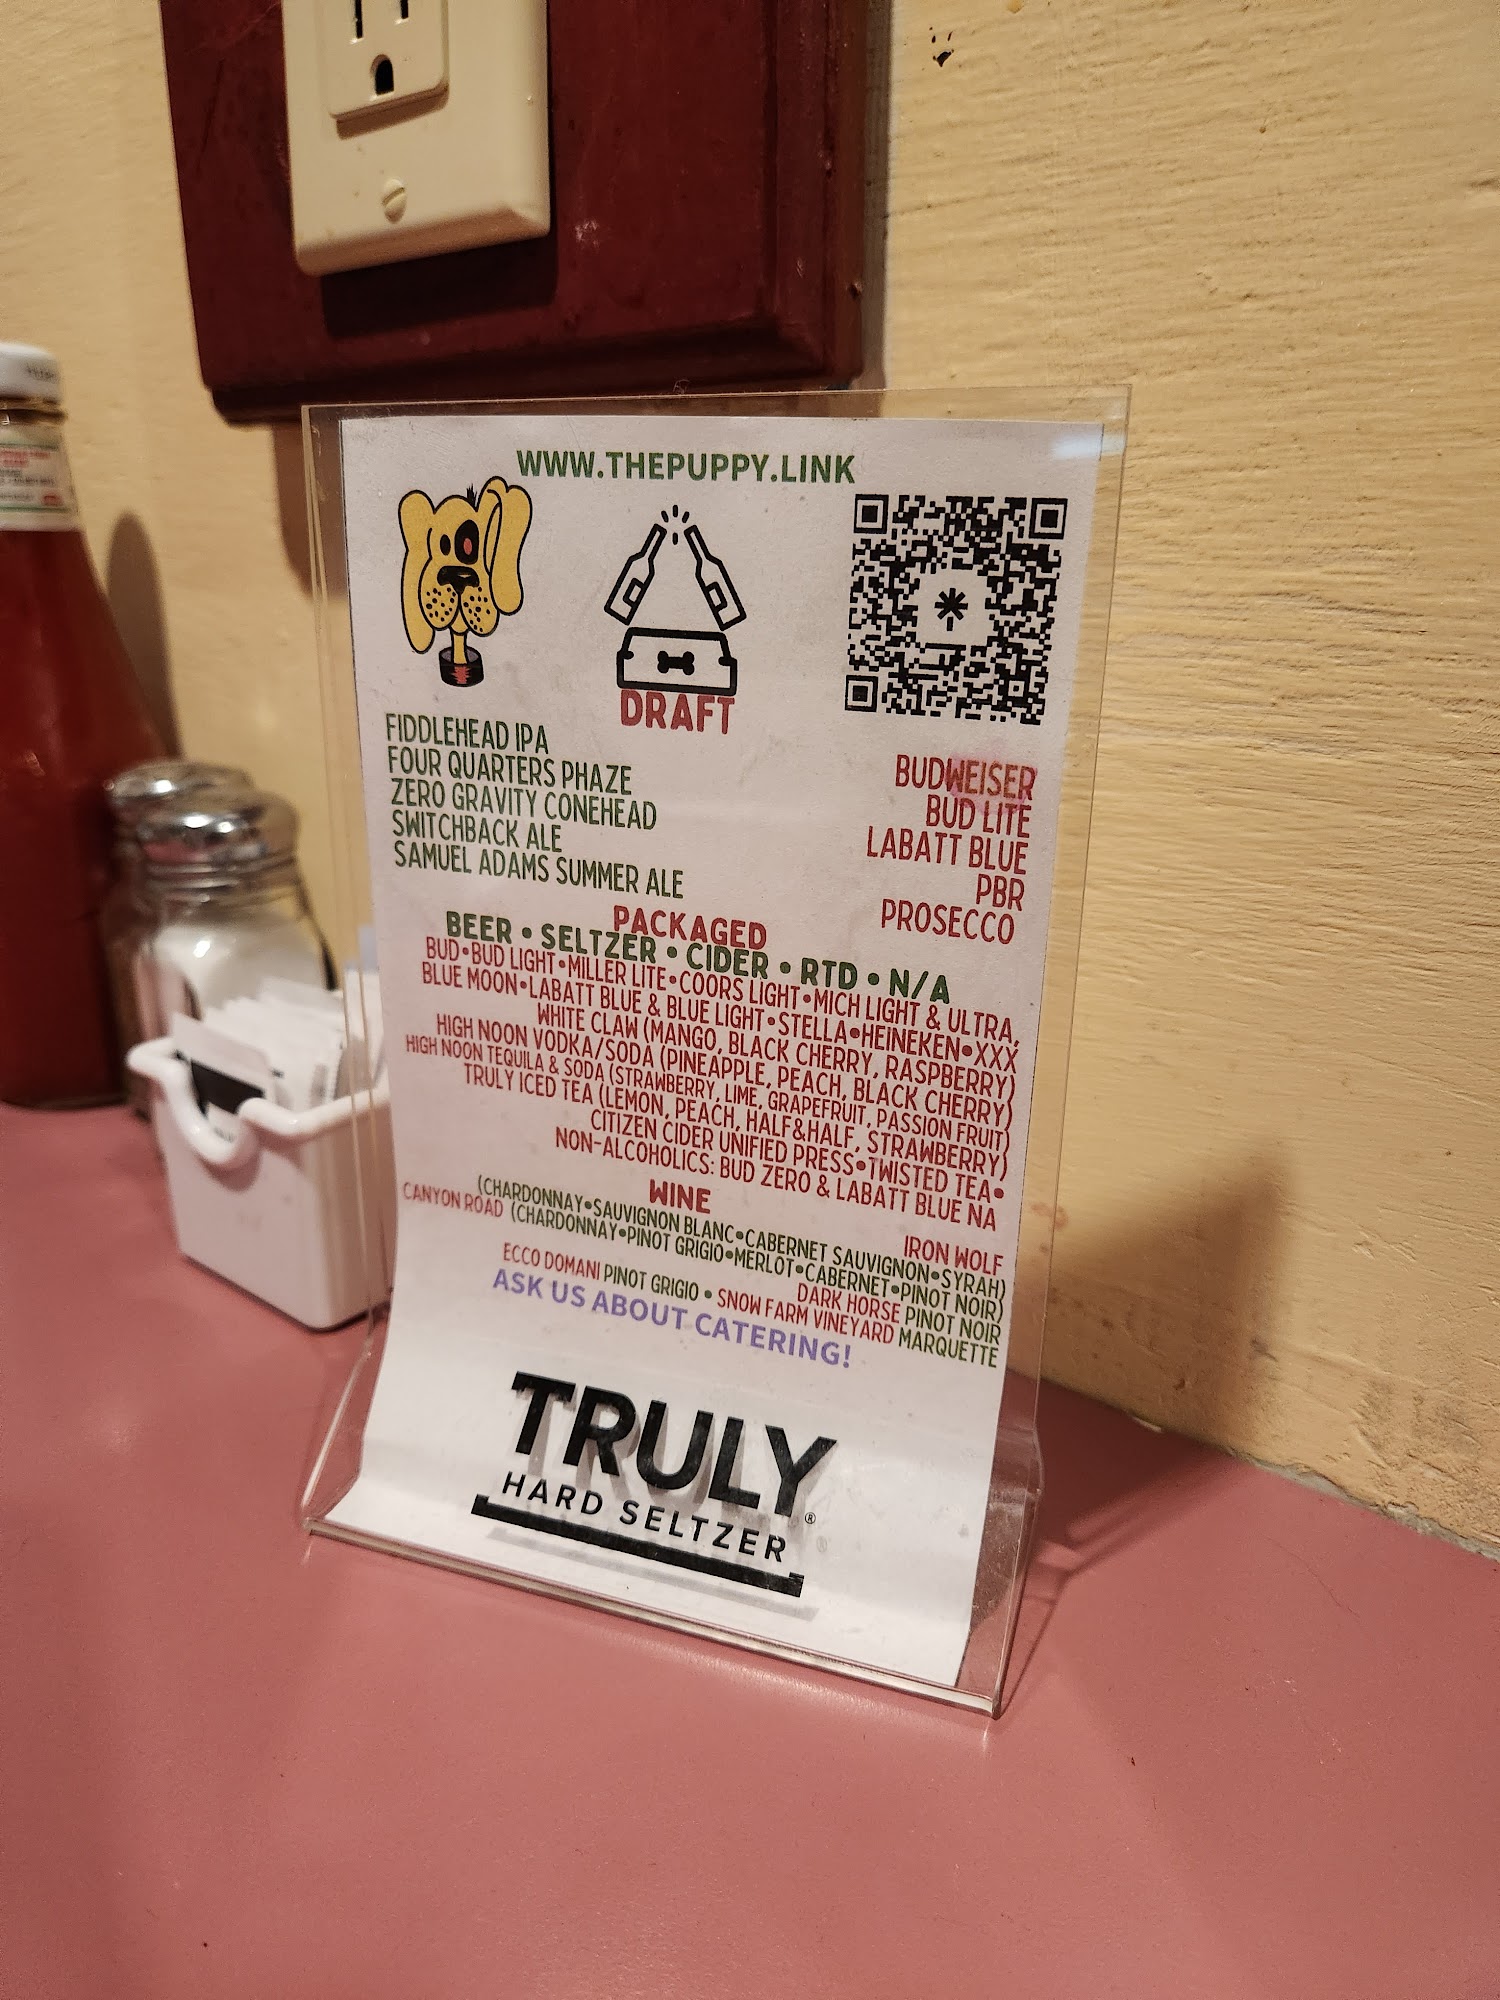 WWW.THEPUPPY.LINK
DRAFT
FIDDLEHEAD IPA
FOUR QUARTERS PHAZE
ZERO GRAVITY CONEHEAD
SWITCHBACK ALE
SAMUEL ADAMS SUMMER ALE
BUDWEISER
BUD LITE
LABATT BLUE
PBR
PROSECCO
PACKAGED
BEER • SELTZER • CIDER • RTD • N/A
BUD•BUD LIGHT•MILLER LITE•COORS LIGHT•MICH LIGHT & ULTRA,
BLUE MOON•LABATT BLUE & BLUE LIGHT•STELLA•HEINEKEN•XXX
WHITE CLAW (MANGO, BLACK CHERRY, RASPBERRY)
HIGH NOON VODKA/SODA (PINEAPPLE, PEACH, BLACK CHERRY)
HIGH NOON TEQUILA & SODA (STRAWBERRY, LIME, GRAPEFRUIT, PASSION FRUIT)
TRULY ICED TEA (LEMON, PEACH, HALF&HALF, STRAWBERRY)
CITIZEN CIDER UNIFIED PRESS•TWISTED TEA•
NON-ALCOHOLICS: BUD ZERO & LABATT BLUE NA
WINE
IRON WOLF
(CHARDONNAY•SAUVIGNON BLANC•CABERNET SAUVIGNON•SYRAH)
CANYON ROAD (CHARDONNAY•PINOT GRIGIO•MERLOT•CABERNET•PINOT NOIR)
DARK HORSE PINOT NOIR
ECCO DOMANI PINOT GRIGIO • SNOW FARM VINEYARD MARQUETTE
ASK US ABOUT CATERING!
TRULY®
HARD SELTZER